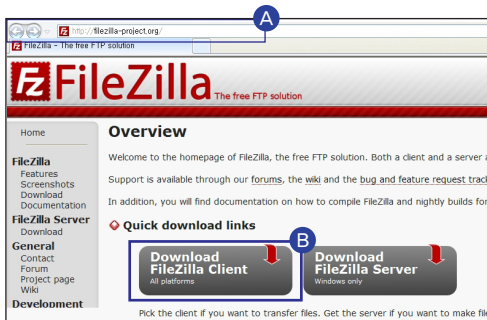 A
http://filezilla-project.org/
FileZilla - The free FTP solution
Fz FileZilla The free FTP solution
Home
FileZilla
Features
Screenshots
Download
Documentation
FileZilla Server
Download
General
Contact
Forum
Project page
Wiki
Development
Overview
Welcome to the homepage of FileZilla, the free FTP solution. Both a client and a server
Support is available through our forums, the wiki and the bug and feature request
In addition, you will find documentation on how to compile FileZilla and nightly builds for
Quick download links
B
Download
FileZilla Client
All platforms
Download
FileZilla Server
Windows only
Pick the client if you want to transfer files. Get the server if you want to make